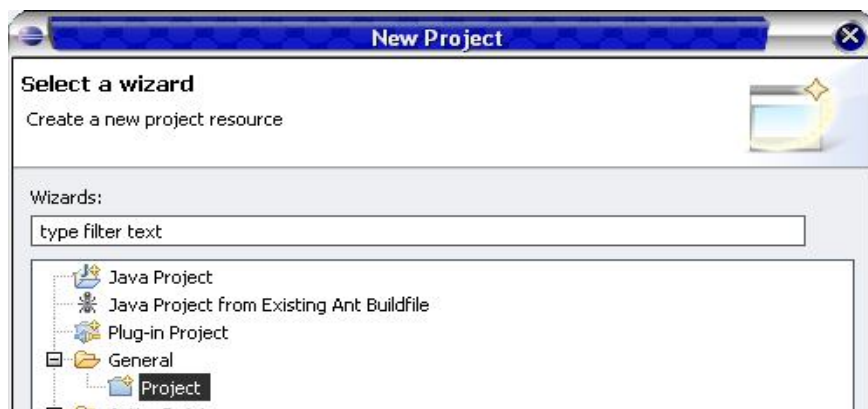 New Project
Select a wizard
Create a new project resource
Wizards:
type filter text
Java Project
Java Project from Existing Ant Buildfile
Plug-in Project
General
Project